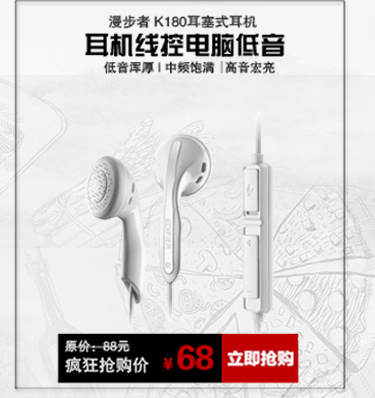 漫步者 K180耳塞式耳机
耳机线控电脑低音
低音浑厚 | 中频饱满 | 高音宏亮
原价：88元
疯狂抢购价 ￥68 立即抢购